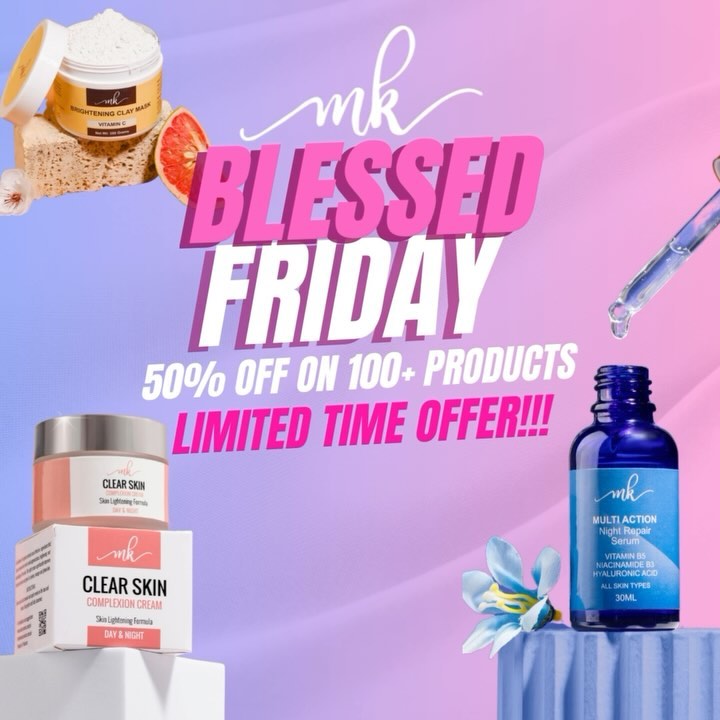 mk
BRIGHTENING CLAY MASK
VITAMIN C
mk
BLESSED
FRIDAY
50% OFF ON 100+ PRODUCTS
LIMITED TIME OFFER!!!
mk
CLEAR SKIN
COMPLEXION CREAM
Skin Lightening Formula
DAY & NIGHT
mk
CLEAR SKIN
COMPLEXION CREAM
Skin Lightening Formula
DAY & NIGHT
mk
MULTI ACTION
Night Repair
Serum
VITAMIN B5
NIACINAMIDE B3
HYALURONIC ACID
ALL SKIN TYPES
30ML